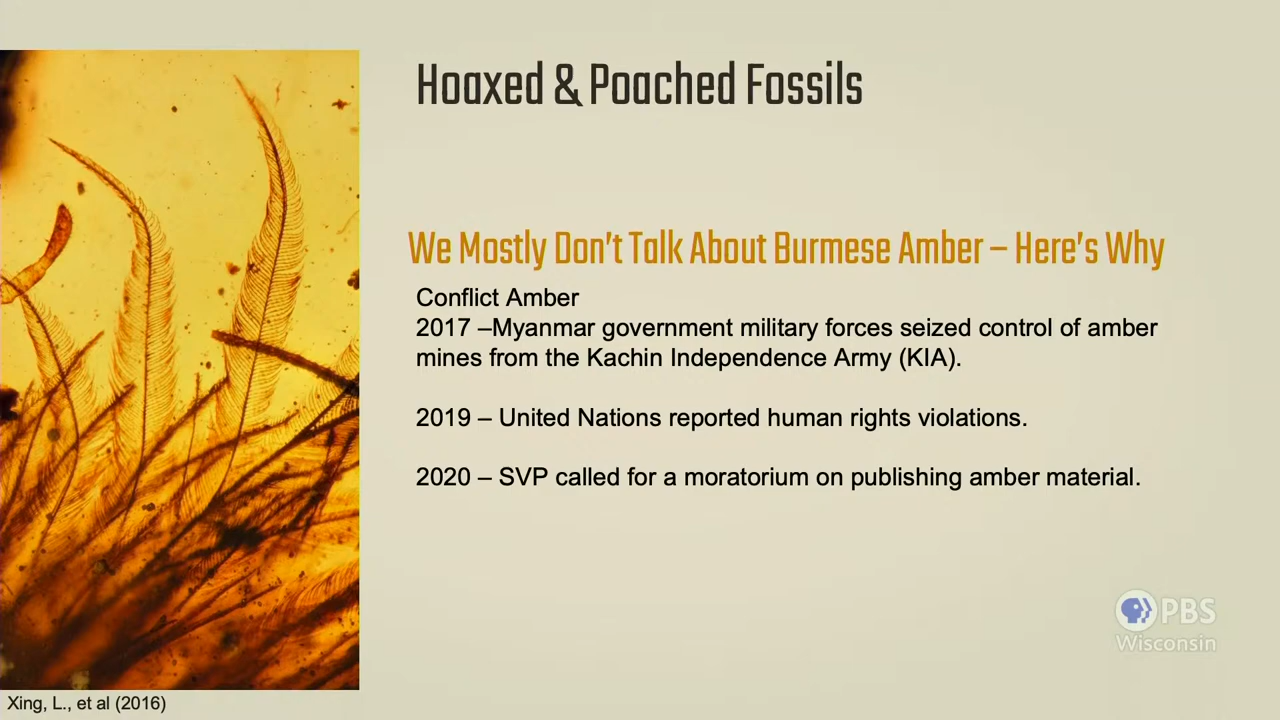 Hoaxed & Poached Fossils
We Mostly Don't Talk About Burmese Amber – Here's Why
Conflict Amber
2017 –Myanmar government military forces seized control of amber
mines from the Kachin Independence Army (KIA).
2019 – United Nations reported human rights violations.
2020 – SVP called for a moratorium on publishing amber material.
PBS
Wisconsin
Xing, L., et al (2016)